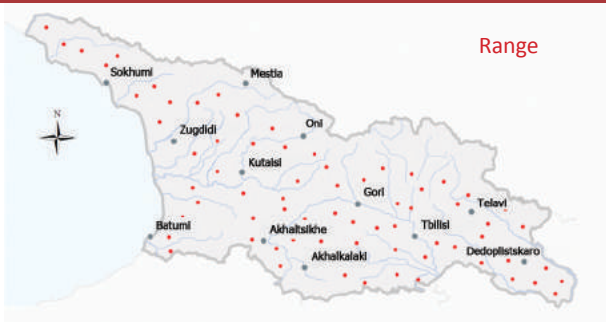 Range
Sokhumi
Mestia
Zugdidi
Oni
N
Kutaisi
Gori
Telavi
Batumi
Akhaltsikhe
Tbilisi
Dedoplistskaro
Akhalkalaki